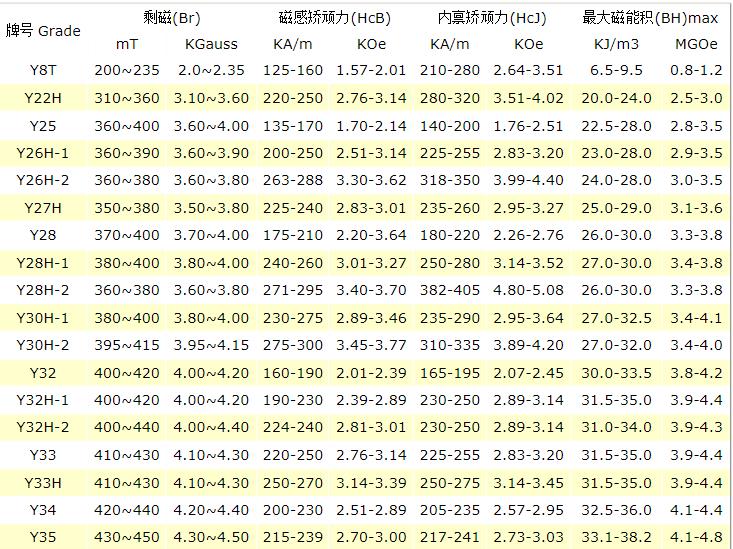 牌号 Grade 剩磁(Br) 磁感矫顽力(HcB) 内禀矫顽力(HcJ) 最大磁能积(BH)max
mT KGauss KA/m KOe KA/m KOe KJ/m3 MGOe
Y8T 200~235 2.0~2.35 125-160 1.57-2.01 210-280 2.64-3.51 6.5-9.5 0.8-1.2
Y22H 310~360 3.10~3.60 220-250 2.76-3.14 280-320 3.51-4.02 20.0-24.0 2.5-3.0
Y25 360~400 3.60~4.00 135-170 1.70-2.14 140-200 1.76-2.51 22.5-28.0 2.8-3.5
Y26H-1 360~390 3.60~3.90 200-250 2.51-3.14 225-255 2.83-3.20 23.0-28.0 2.9-3.5
Y26H-2 360~380 3.60~3.80 263-288 3.30-3.62 318-350 3.99-4.40 24.0-28.0 3.0-3.5
Y27H 350~380 3.50~3.80 225-240 2.83-3.01 235-260 2.95-3.27 25.0-29.0 3.1-3.6
Y28 370~400 3.70~4.00 175-210 2.20-3.64 180-220 2.26-2.76 26.0-30.0 3.3-3.8
Y28H-1 380~400 3.80~4.00 240-260 3.01-3.27 250-280 3.14-3.52 27.0-30.0 3.4-3.8
Y28H-2 360~380 3.60~3.80 271-295 3.40-3.70 382-405 4.80-5.08 26.0-30.0 3.3-3.8
Y30H-1 380~400 3.80~4.00 230-275 2.89-3.46 235-290 2.95-3.64 27.0-32.5 3.4-4.1
Y30H-2 395~415 3.95~4.15 275-300 3.45-3.77 310-335 3.89-4.20 27.0-32.0 3.4-4.0
Y32 400~420 4.00~4.20 160-190 2.01-2.39 165-195 2.07-2.45 30.0-33.5 3.8-4.2
Y32H-1 400~420 4.00~4.20 190-230 2.39-2.89 230-250 2.89-3.14 31.5-35.0 3.9-4.4
Y32H-2 400~440 4.00~4.40 224-240 2.81-3.01 230-250 2.89-3.14 31.0-34.0 3.9-4.3
Y33 410~430 4.10~4.30 220-250 2.76-3.14 225-255 2.83-3.20 31.5-35.0 3.9-4.4
Y33H 410~430 4.10~4.30 250-270 3.14-3.39 250-275 3.14-3.45 31.5-35.0 3.9-4.4
Y34 420~440 4.20~4.40 200-230 2.51-2.89 205-235 2.57-2.95 32.5-36.0 4.1-4.4
Y35 430~450 4.30~4.50 215-239 2.70-3.00 217-241 2.73-3.03 33.1-38.2 4.1-4.8